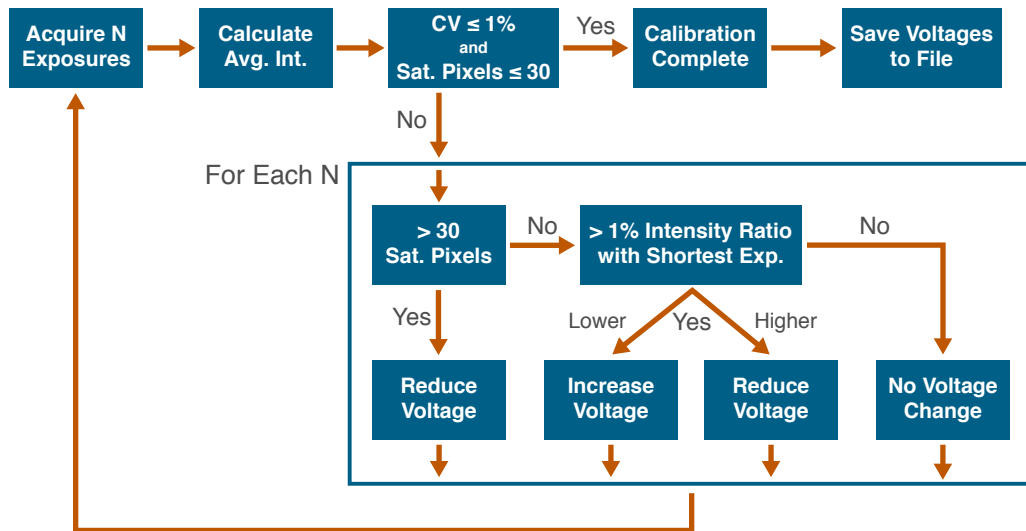 Acquire N
Exposures
Calculate
Avg. Int.
CV ≤ 1%
and
Sat. Pixels ≤ 30
Yes
Calibration
Complete
Save Voltages
to File
No
For Each N
> 30
Sat. Pixels
No
> 1% Intensity Ratio
with Shortest Exp.
No
Yes
Lower
Yes
Higher
Reduce
Voltage
Increase
Voltage
Reduce
Voltage
No Voltage
Change